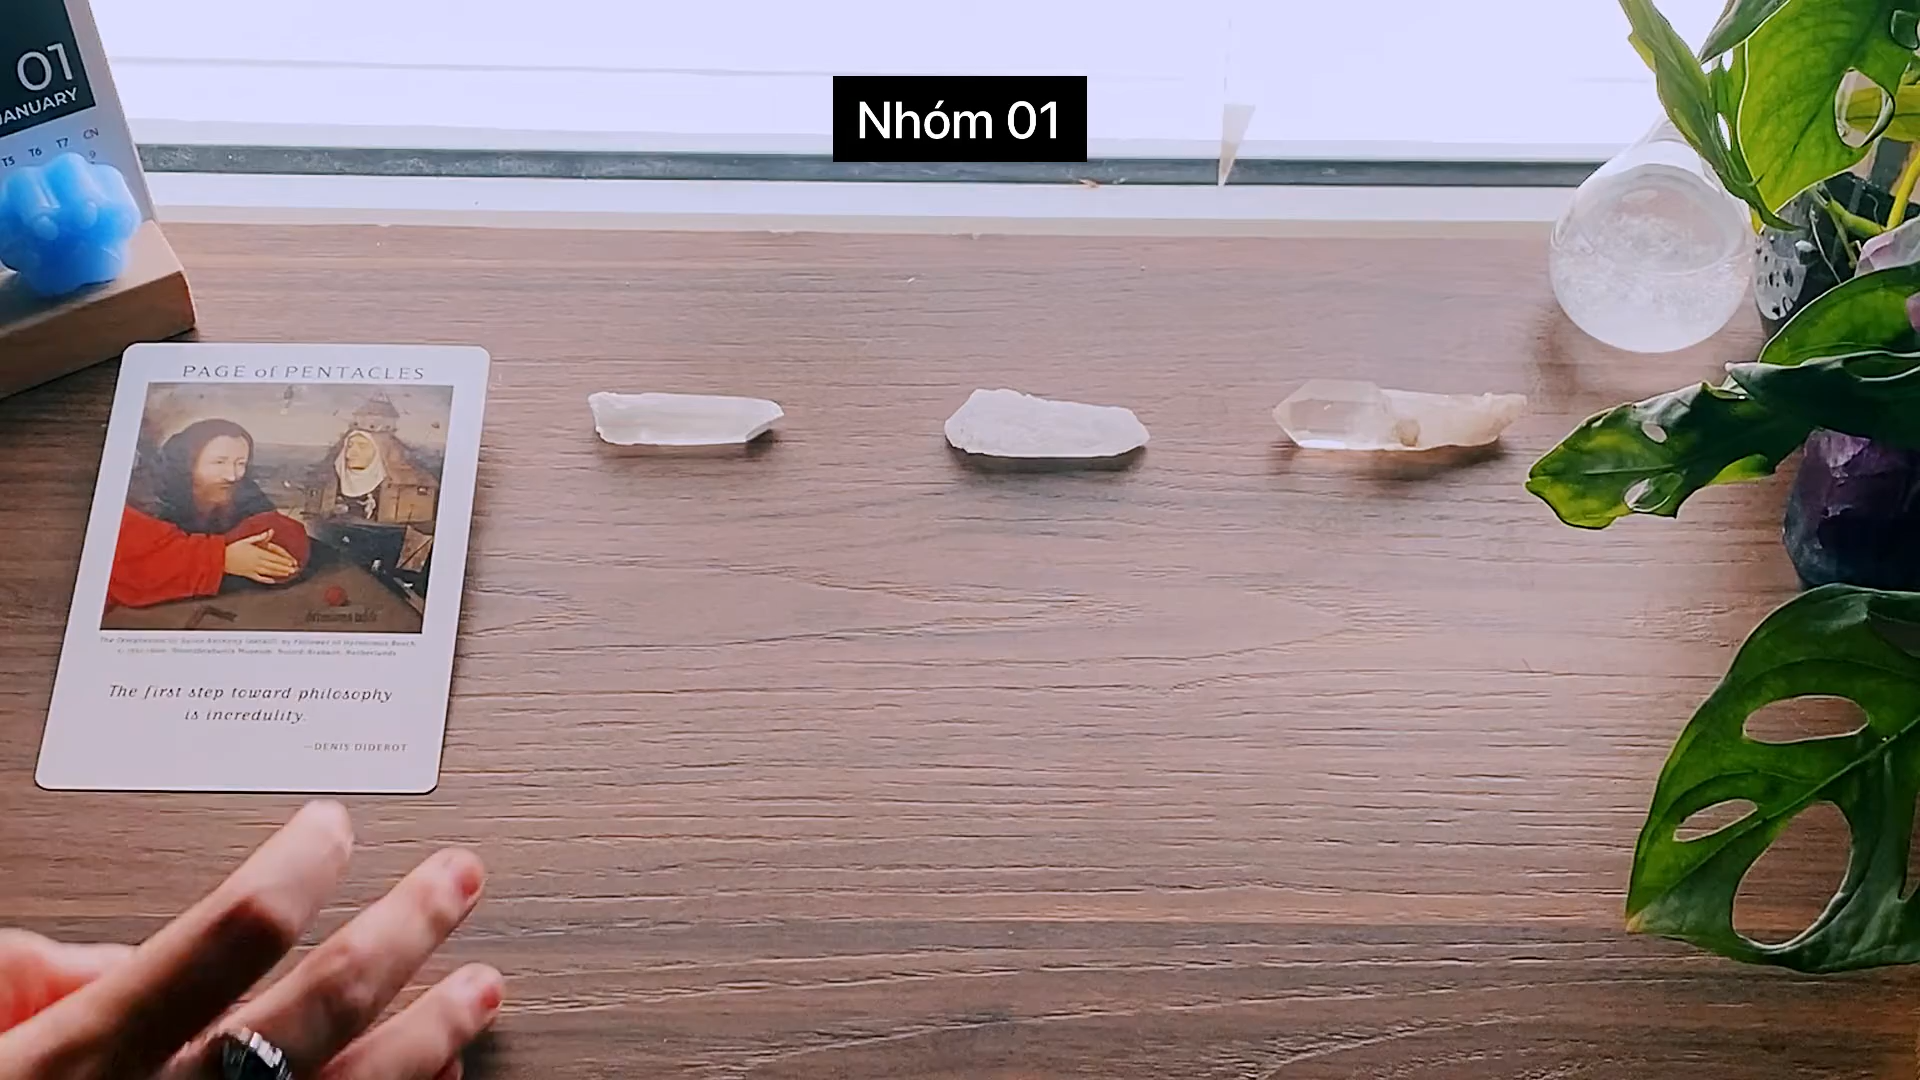 01
JANUARY
T5 T6 T7 CN
9
Nhóm 01
PAGE of PENTACLES
The first step toward philosophy
is incredulity.
—DENIS DIDEROT